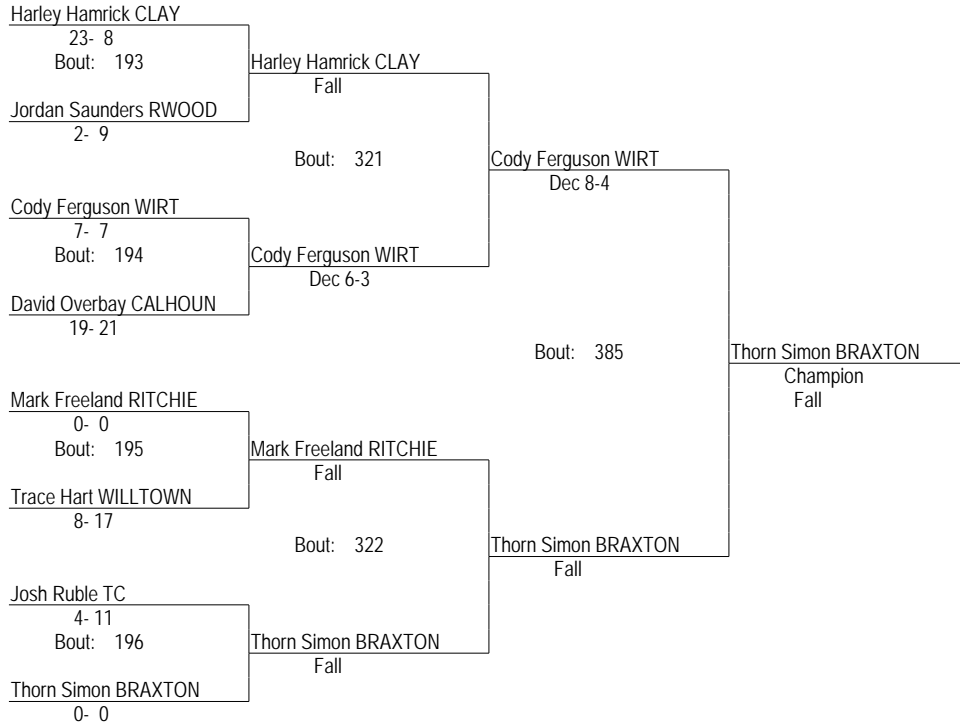 Harley Hamrick CLAY
23- 8
Bout: 193
Harley Hamrick CLAY
Fall
Jordan Saunders RWOOD
2- 9
Bout: 321
Cody Ferguson WIRT
Dec 8-4
Cody Ferguson WIRT
7- 7
Bout: 194
Cody Ferguson WIRT
Dec 6-3
David Overbay CALHOUN
19- 21
Bout: 385
Thorn Simon BRAXTON
Champion
Fall
Mark Freeland RITCHIE
0- 0
Bout: 195
Mark Freeland RITCHIE
Fall
Trace Hart WILLTOWN
8- 17
Bout: 322
Thorn Simon BRAXTON
Fall
Josh Ruble TC
4- 11
Bout: 196
Thorn Simon BRAXTON
Fall
Thorn Simon BRAXTON
0- 0